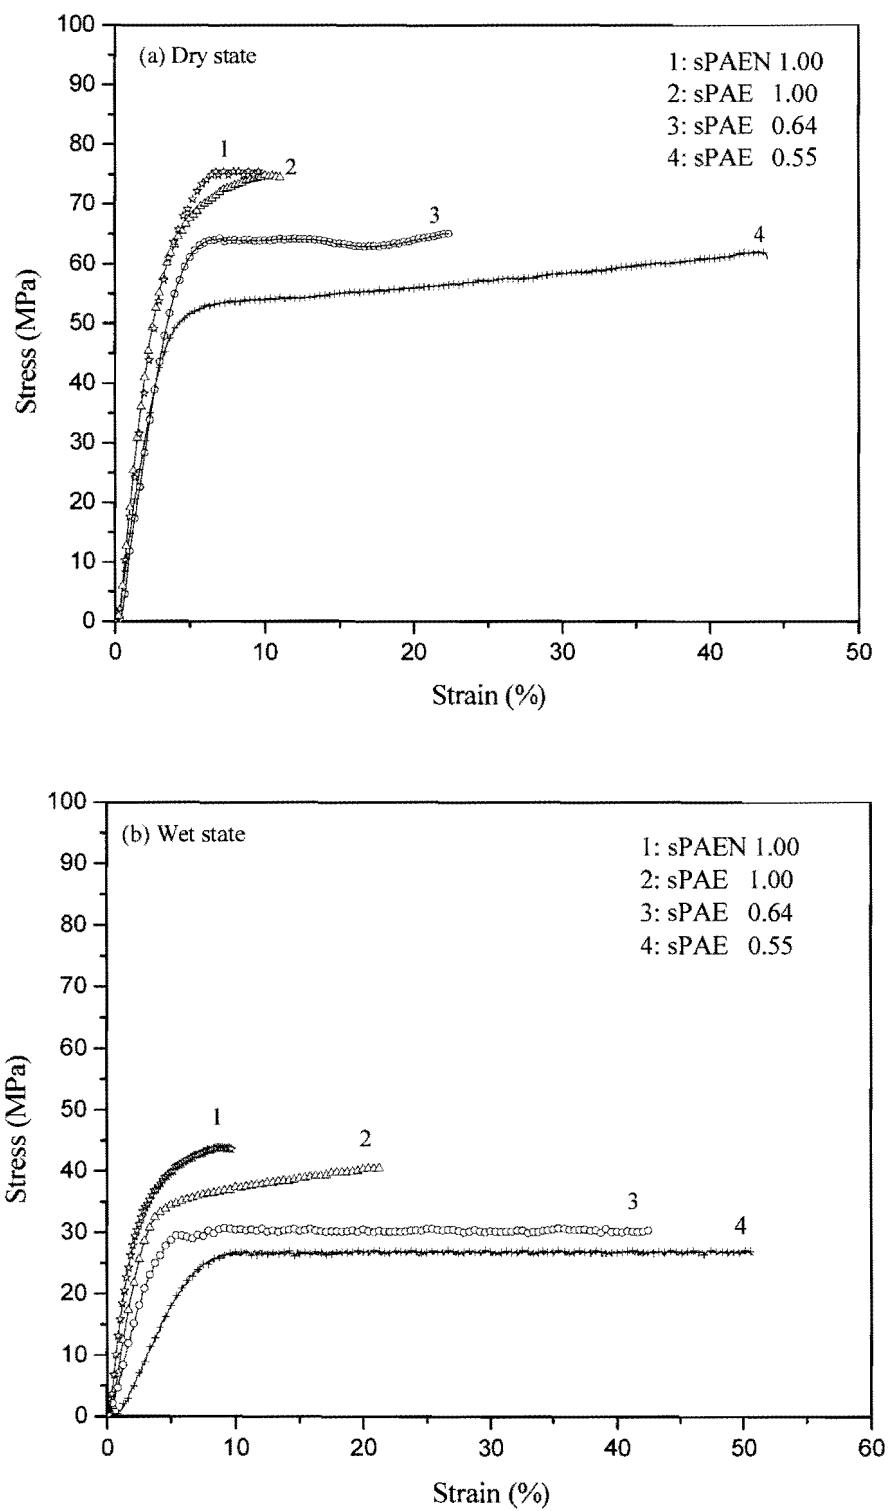 100
90
80
70
60
50
40
30
20
10
0
Stress (MPa)
(a) Dry state
1: sPAEN 1.00
2: sPAE 1.00
3: sPAE 0.64
4: sPAE 0.55
1
2
3
4
0 10 20 30 40 50
Strain (%)
100
90
80
70
60
50
40
30
20
10
0
Stress (MPa)
(b) Wet state
1: sPAEN 1.00
2: sPAE 1.00
3: sPAE 0.64
4: sPAE 0.55
1
2
3
4
0 10 20 30 40 50 60
Strain (%)